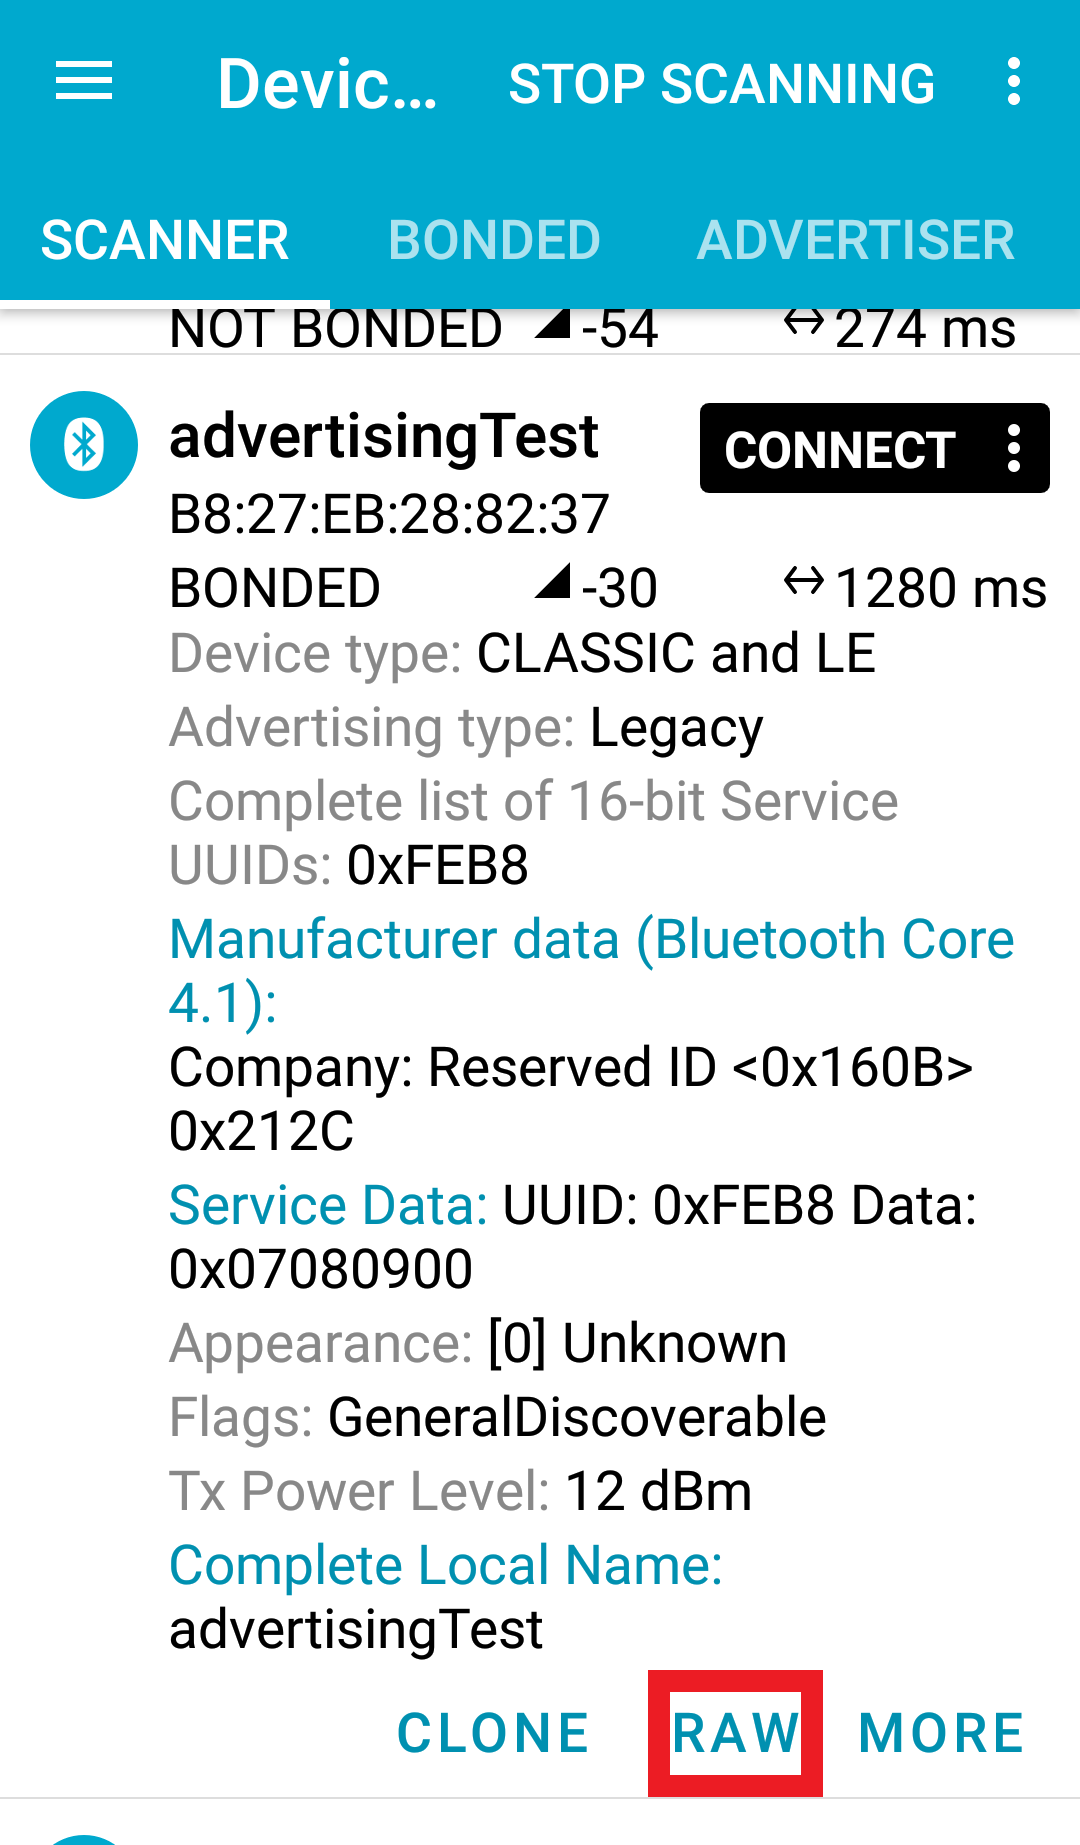 Devic... STOP SCANNING
SCANNER BONDED ADVERTISER
NOT BONDED -54 274 ms
advertisingTest CONNECT
B8:27:EB:28:82:37
BONDED -30 1280 ms
Device type: CLASSIC and LE
Advertising type: Legacy
Complete list of 16-bit Service
UUIDs: 0xFEB8
Manufacturer data (Bluetooth Core
4.1):
Company: Reserved ID <0x160B>
0x212C
Service Data: UUID: 0xFEB8 Data:
0x07080900
Appearance: [0] Unknown
Flags: GeneralDiscoverable
Tx Power Level: 12 dBm
Complete Local Name:
advertisingTest
CLONE RAW MORE